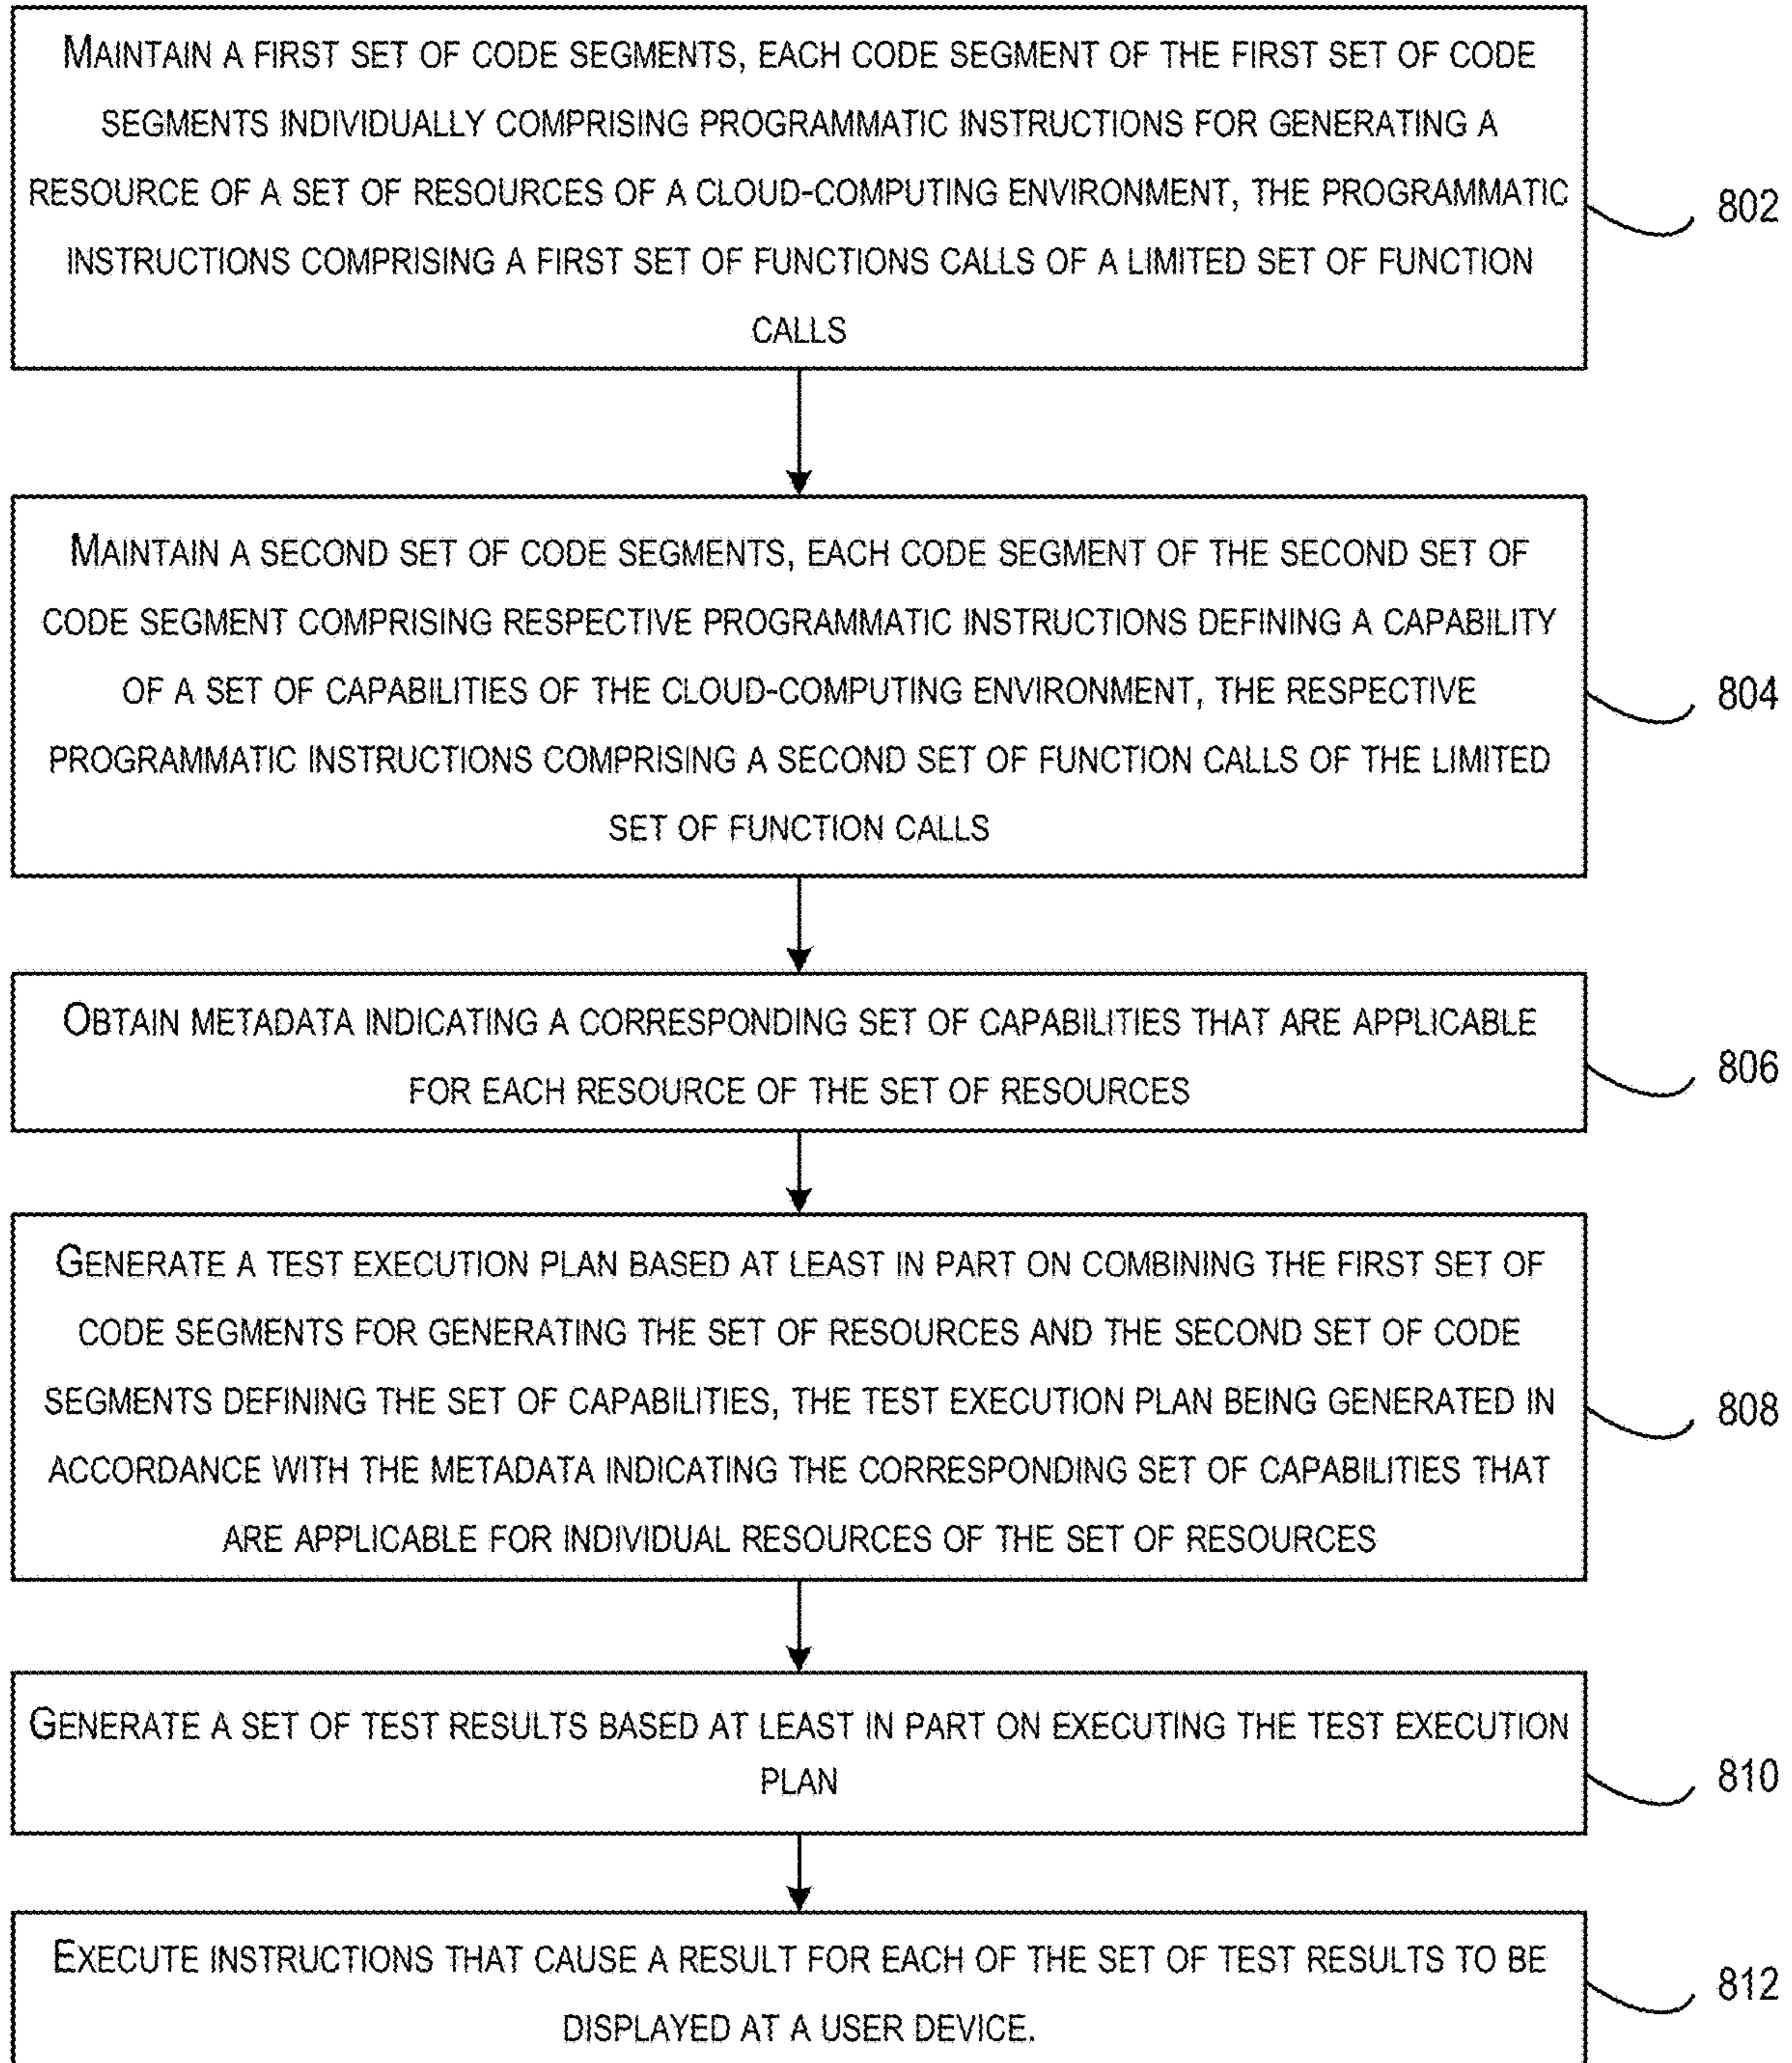 MAINTAIN A FIRST SET OF CODE SEGMENTS, EACH CODE SEGMENT OF THE FIRST SET OF CODE
SEGMENTS INDIVIDUALLY COMPRISING PROGRAMMATIC INSTRUCTIONS FOR GENERATING A
RESOURCE OF A SET OF RESOURCES OF A CLOUD-COMPUTING ENVIRONMENT, THE PROGRAMMATIC
INSTRUCTIONS COMPRISING A FIRST SET OF FUNCTIONS CALLS OF A LIMITED SET OF FUNCTION
CALLS
802
MAINTAIN A SECOND SET OF CODE SEGMENTS, EACH CODE SEGMENT OF THE SECOND SET OF
CODE SEGMENT COMPRISING RESPECTIVE PROGRAMMATIC INSTRUCTIONS DEFINING A CAPABILITY
OF A SET OF CAPABILITIES OF THE CLOUD-COMPUTING ENVIRONMENT, THE RESPECTIVE
PROGRAMMATIC INSTRUCTIONS COMPRISING A SECOND SET OF FUNCTION CALLS OF THE LIMITED
SET OF FUNCTION CALLS
804
OBTAIN METADATA INDICATING A CORRESPONDING SET OF CAPABILITIES THAT ARE APPLICABLE
FOR EACH RESOURCE OF THE SET OF RESOURCES
806
GENERATE A TEST EXECUTION PLAN BASED AT LEAST IN PART ON COMBINING THE FIRST SET OF
CODE SEGMENTS FOR GENERATING THE SET OF RESOURCES AND THE SECOND SET OF CODE
SEGMENTS DEFINING THE SET OF CAPABILITIES, THE TEST EXECUTION PLAN BEING GENERATED IN
ACCORDANCE WITH THE METADATA INDICATING THE CORRESPONDING SET OF CAPABILITIES THAT
ARE APPLICABLE FOR INDIVIDUAL RESOURCES OF THE SET OF RESOURCES
808
GENERATE A SET OF TEST RESULTS BASED AT LEAST IN PART ON EXECUTING THE TEST EXECUTION
PLAN
810
EXECUTE INSTRUCTIONS THAT CAUSE A RESULT FOR EACH OF THE SET OF TEST RESULTS TO BE
DISPLAYED AT A USER DEVICE.
812